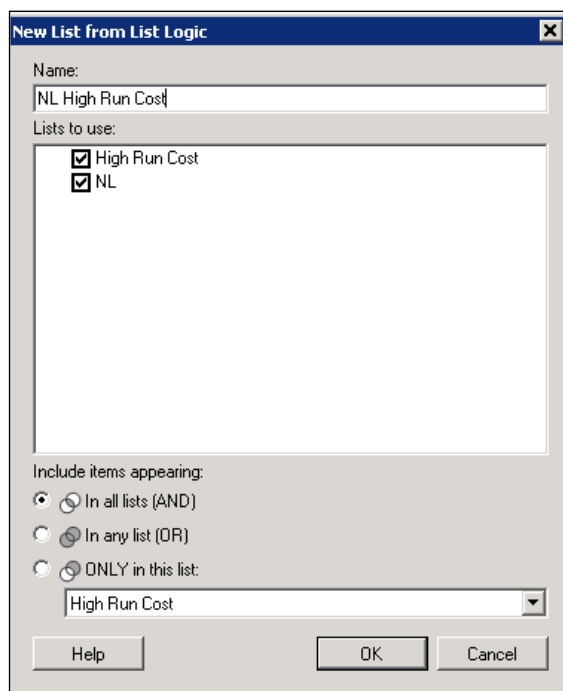 New List from List Logic
Name:
NL High Run Cost
Lists to use:
High Run Cost
NL
Include items appearing:
In all lists (AND)
In any list (OR)
ONLY in this list:
High Run Cost
Help OK Cancel